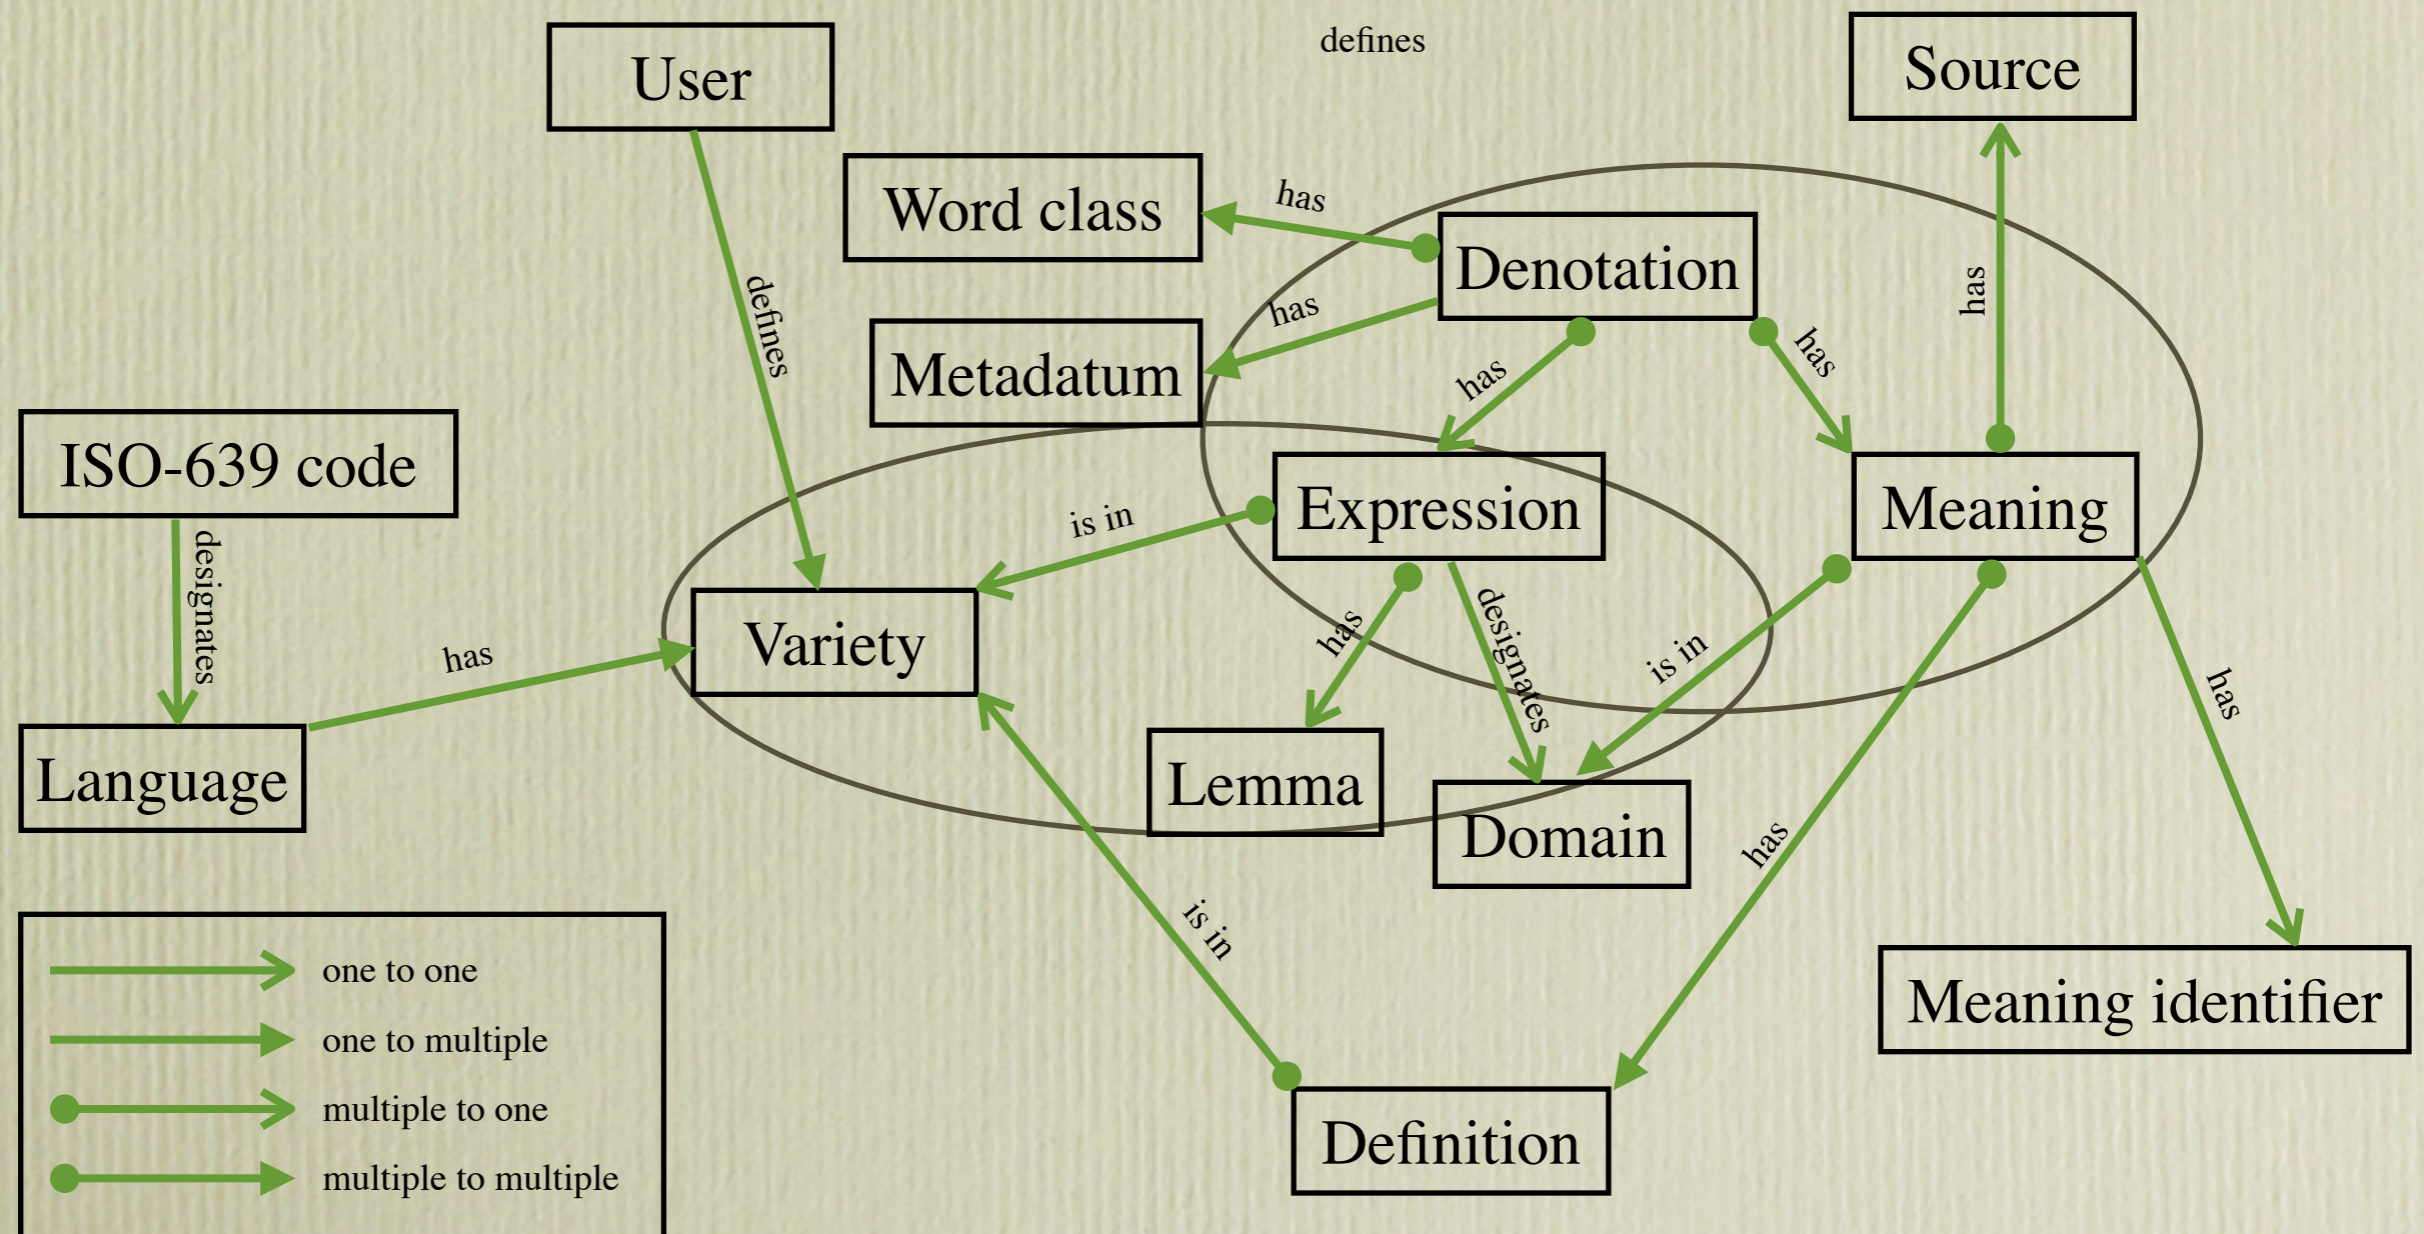 defines
Source
User
Word class
has
Denotation
has
has
defines
Metadatum
has
has
ISO-639 code
Expression
Meaning
is in
designates
has
designates
Variety
is in
has
has
Language
Lemma
Domain
has
is in
Meaning identifier
Definition
one to one
one to multiple
multiple to one
multiple to multiple